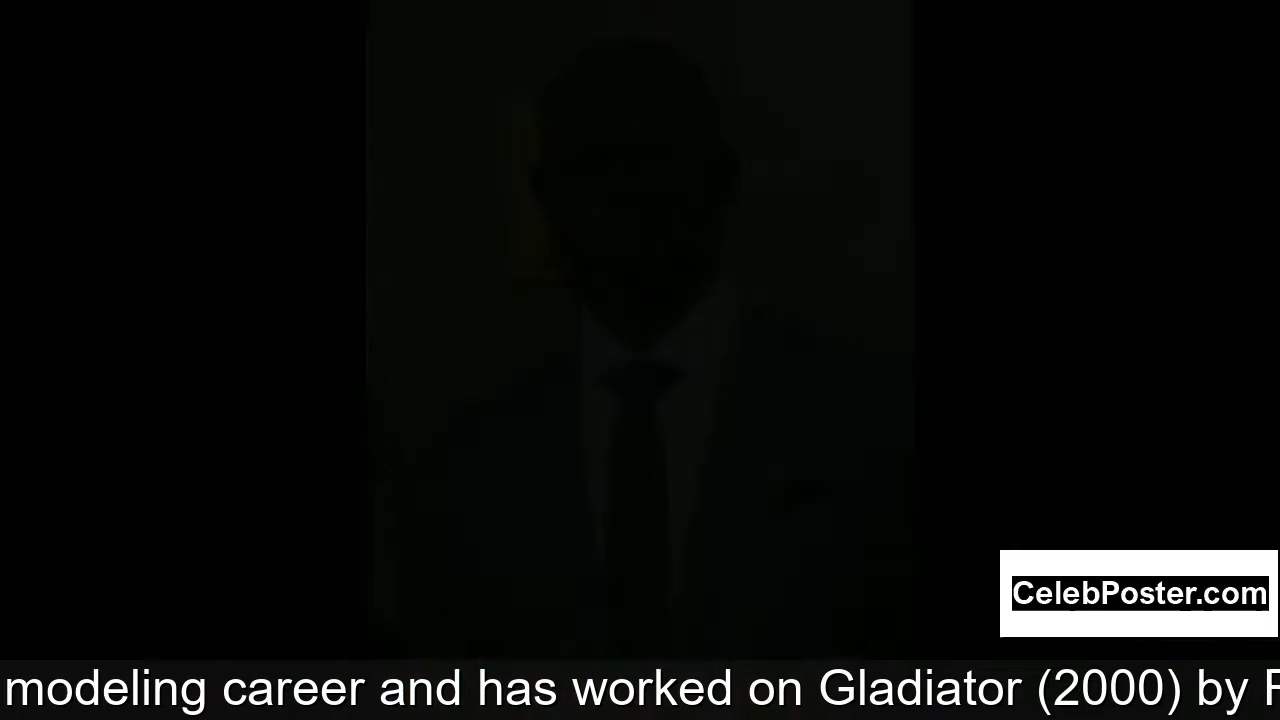 CelebPoster.com
modeling career and has worked on Gladiator (2000) by